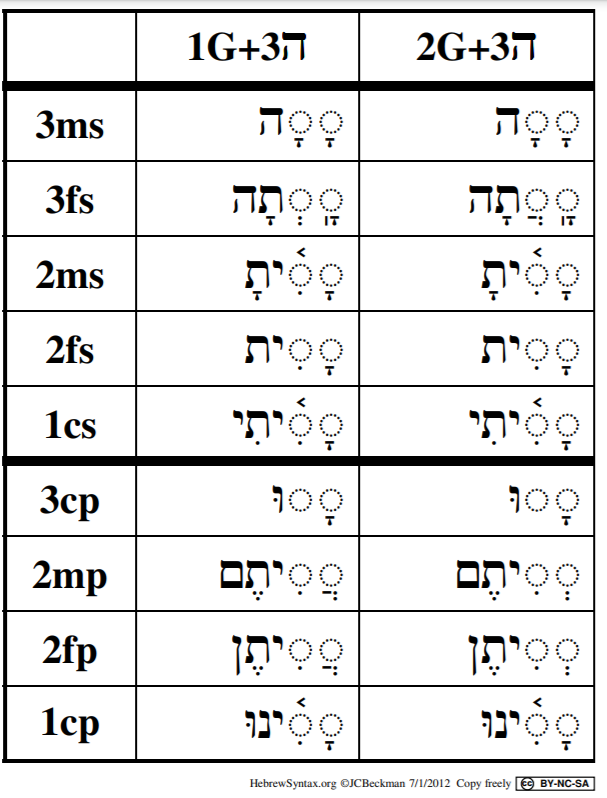 1G+3ה 2G+3ה
3ms ◌ָ◌ָה ◌ָ◌ָה
3fs ◌ָֽ◌ְתָה ◌ָֽ◌ֲתָה
2ms ◌ָ◌ִ֫יתָ ◌ָ◌ִ֫יתָ
2fs ◌ָ◌ִית ◌ָ◌ִית
1cs ◌ָ◌ִ֫יתִי ◌ָ◌ִ֫יתִי
3cp ◌ָ◌וּ ◌ָ◌וּ
2mp ◌ֲ◌ִיתֶם ◌ְ◌ִיתֶם
2fp ◌ֲ◌ִיתֶן ◌ְ◌ִיתֶן
1cp ◌ָ◌ִ֫ינוּ ◌ָ◌ִ֫ינוּ
HebrewSyntax.org ©JCBeckman 7/1/2012 Copy freely cc BY-NC-SA